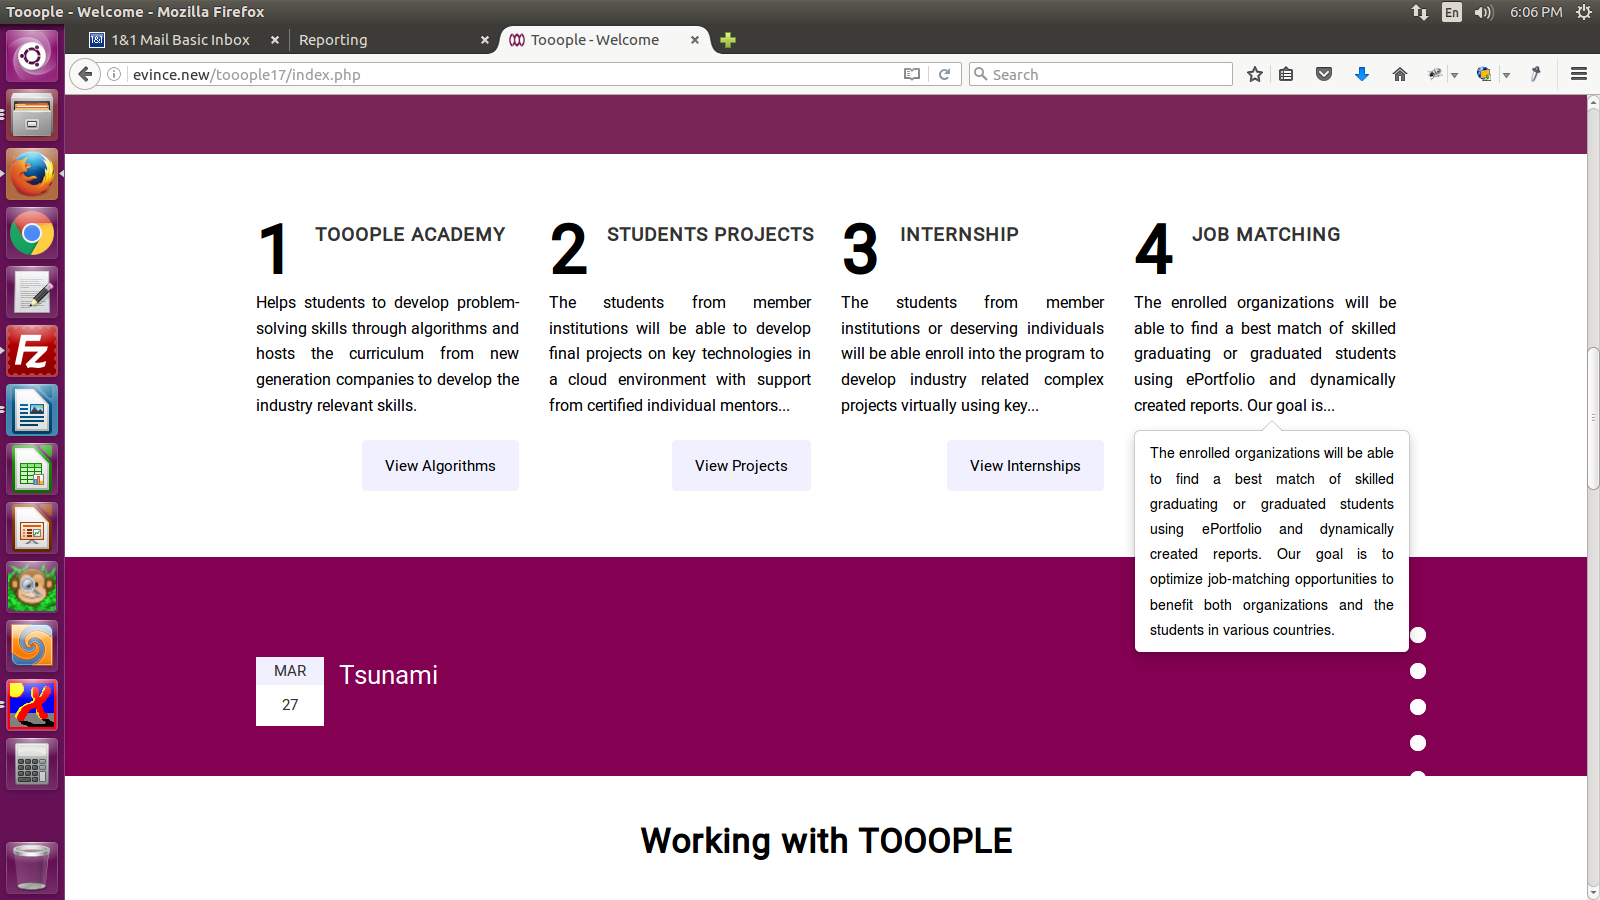 Tooople - Welcome - Mozilla Firefox
En
6:06 PM
1&1
1&1 Mail Basic Inbox
Reporting
Tooople - Welcome
evince.new/tooople17/index.php
Search
1 TOOOPLE ACADEMY
Helps students to develop problem-
solving skills through algorithms and
hosts the curriculum from new
generation companies to develop the
industry relevant skills.
View Algorithms
2 STUDENTS PROJECTS
The students from member
institutions will be able to develop
final projects on key technologies in
a cloud environment with support
from certified individual mentors...
View Projects
3 INTERNSHIP
The students from member
institutions or deserving individuals
will be able enroll into the program to
develop industry related complex
projects virtually using key...
View Internships
4 JOB MATCHING
The enrolled organizations will be
able to find a best match of skilled
graduating or graduated students
using ePortfolio and dynamically
created reports. Our goal is...
The enrolled organizations will be able
to find a best match of skilled
graduating or graduated students
using ePortfolio and dynamically
created reports. Our goal is to
optimize job-matching opportunities to
benefit both organizations and the
students in various countries.
MAR
27
Tsunami
Working with TOOOPLE
Fz